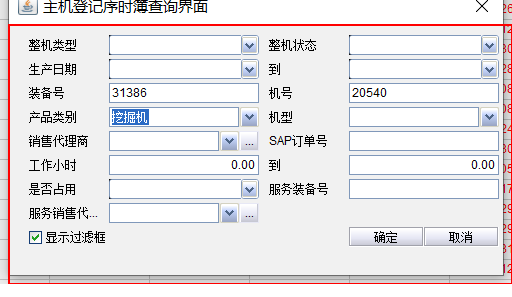 主机登记序时簿查询界面
整机类型 整机状态
生产日期 到
装备号 31386 机号 20540
产品类别 挖掘机 机型
销售代理商 ... SAP订单号
工作小时 0.00 到 0.00
是否占用 服务装备号
服务销售代... ...
显示过滤框 确定 取消